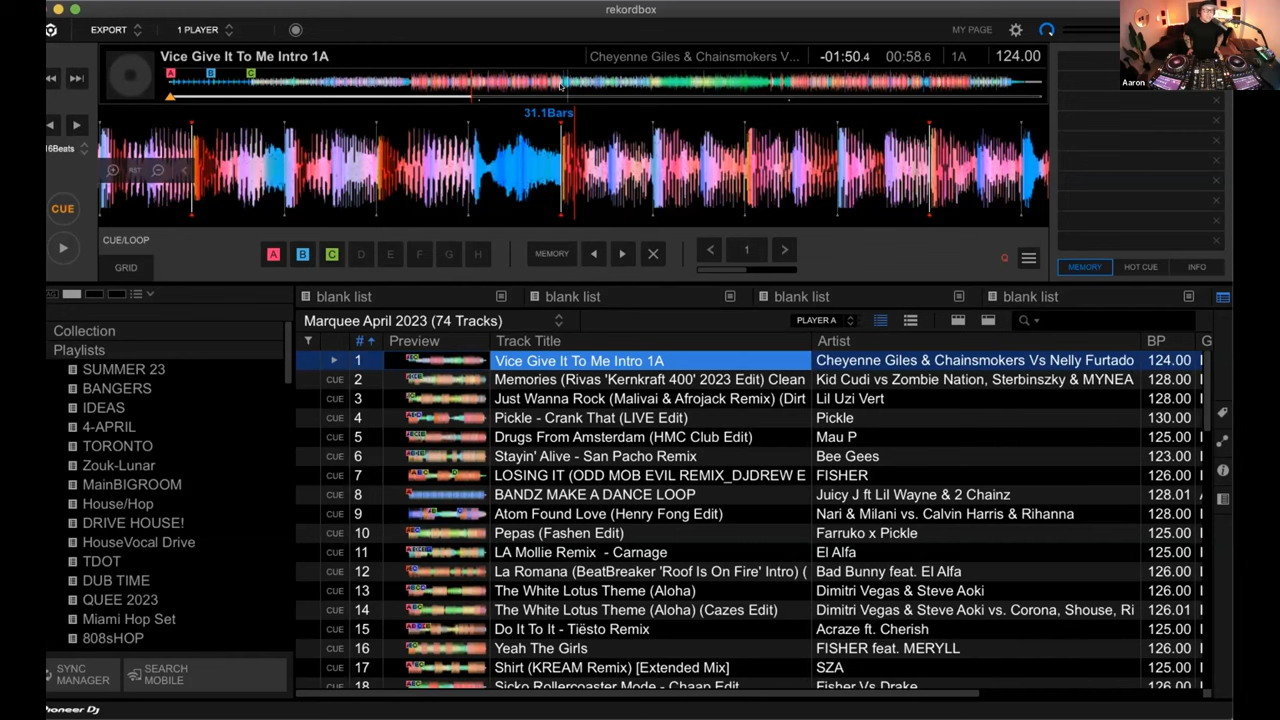 rekordbox
EXPORT 1 PLAYER MY PAGE
Aaron
Vice Give It To Me Intro 1A Cheyenne Giles & Chainsmokers V... -01:50.4 00:58.6 1A 124.00
A B C
31.1Bars
16Beats RST
CUE
CUE/LOOP
GRID
A B C D E F G H MEMORY 1 Q
MEMORY HOT CUE INFO
blank list blank list blank list blank list
Marquee April 2023 (74 Tracks) PLAYER A
# Preview Track Title Artist BP G
1 Vice Give It To Me Intro 1A Cheyenne Giles & Chainsmokers Vs Nelly Furtado 124.00
CUE 2 Memories (Rivas 'Kernkraft 400' 2023 Edit) Clean Kid Cudi vs Zombie Nation, Sterbinszky & MYNEA 128.00
CUE 3 Just Wanna Rock (Malivai & Afrojack Remix) (Dirt Lil Uzi Vert 128.00
CUE 4 Pickle - Crank That (LIVE Edit) Pickle 130.00
CUE 5 Drugs From Amsterdam (HMC Club Edit) Mau P 125.00
CUE 6 Stayin' Alive - San Pacho Remix Bee Gees 123.00
CUE 7 LOSING IT (ODD MOB EVIL REMIX_DJDREW E FISHER 126.00
CUE 8 BANDZ MAKE A DANCE LOOP Juicy J ft Lil Wayne & 2 Chainz 128.01
CUE 9 Atom Found Love (Henry Fong Edit) Nari & Milani vs. Calvin Harris & Rihanna 128.00
CUE 10 Pepas (Fashen Edit) Farruko x Pickle 125.00
CUE 11 LA Mollie Remix - Carnage El Alfa 125.00
CUE 12 La Romana (BeatBreaker 'Roof Is On Fire' Intro) ( Bad Bunny feat. El Alfa 126.00
CUE 13 The White Lotus Theme (Aloha) Dimitri Vegas & Steve Aoki 126.00
CUE 14 The White Lotus Theme (Aloha) (Cazes Edit) Dimitri Vegas & Steve Aoki vs. Corona, Shouse, Ri 126.01
CUE 15 Do It To It - Tiësto Remix Acraze ft. Cherish 125.00
CUE 16 Yeah The Girls FISHER feat. MERYLL 126.00
CUE 17 Shirt (KREAM Remix) [Extended Mix] SZA 125.00
CUE 18 Sicko Rollercoaster Mode - Chaan Edit Fisher Vs Drake 126.00
Collection
Playlists
SUMMER 23
BANGERS
IDEAS
4-APRIL
TORONTO
Zouk-Lunar
MainBIGROOM
House/Hop
DRIVE HOUSE!
HouseVocal Drive
TDOT
DUB TIME
QUEE 2023
Miami Hop Set
808sHOP
SYNC
MANAGER
SEARCH
MOBILE
Pioneer Dj